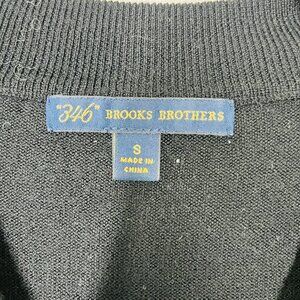 "346" BROOKS BROTHERS
S
MADE IN
CHINA